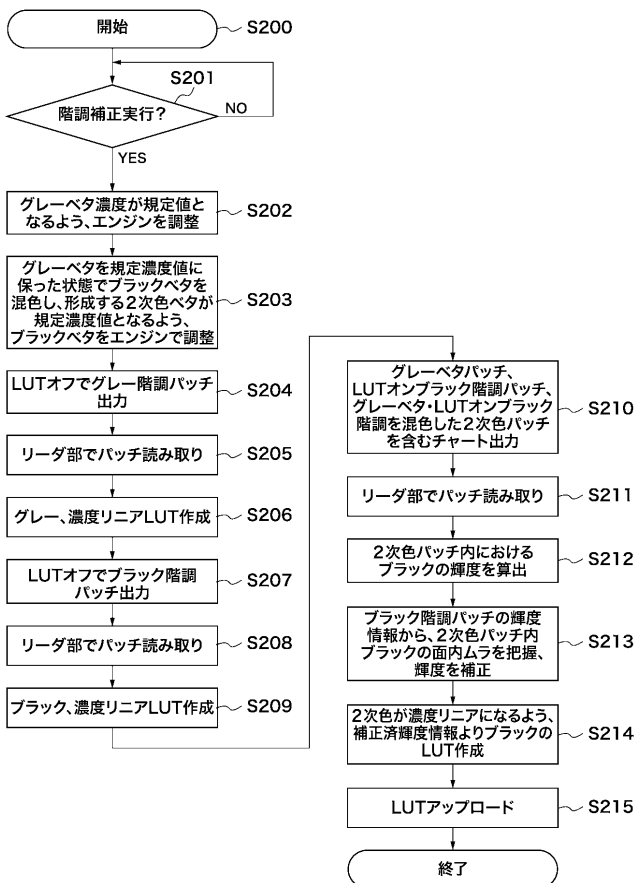 開始
S200
S201
階調補正実行?
NO
YES
グレーベタ濃度が規定値と
なるよう、エンジンを調整
S202
グレーベタを規定濃度値に
保った状態でブラックベタを
混色し、形成する2次色ベタが
規定濃度値となるよう、
ブラックベタをエンジンで調整
S203
LUTオフでグレー階調パッチ
出力
S204
リーダ部でパッチ読み取り
S205
グレー、濃度リニアLUT作成
S206
LUTオフでブラック階調
パッチ出力
S207
リーダ部でパッチ読み取り
S208
ブラック、濃度リニアLUT作成
S209
グレーベタパッチ、
LUTオンブラック階調パッチ、
グレーベタ・LUTオンブラック
階調を混色した2次色パッチ
を含むチャート出力
S210
リーダ部でパッチ読み取り
S211
2次色パッチ内における
ブラックの輝度を算出
S212
ブラック階調パッチの輝度
情報から、2次色パッチ内
ブラックの面内ムラを把握、
輝度を補正
S213
2次色が濃度リニアになるよう、
補正済輝度情報よりブラックの
LUT作成
S214
LUTアップロード
S215
終了